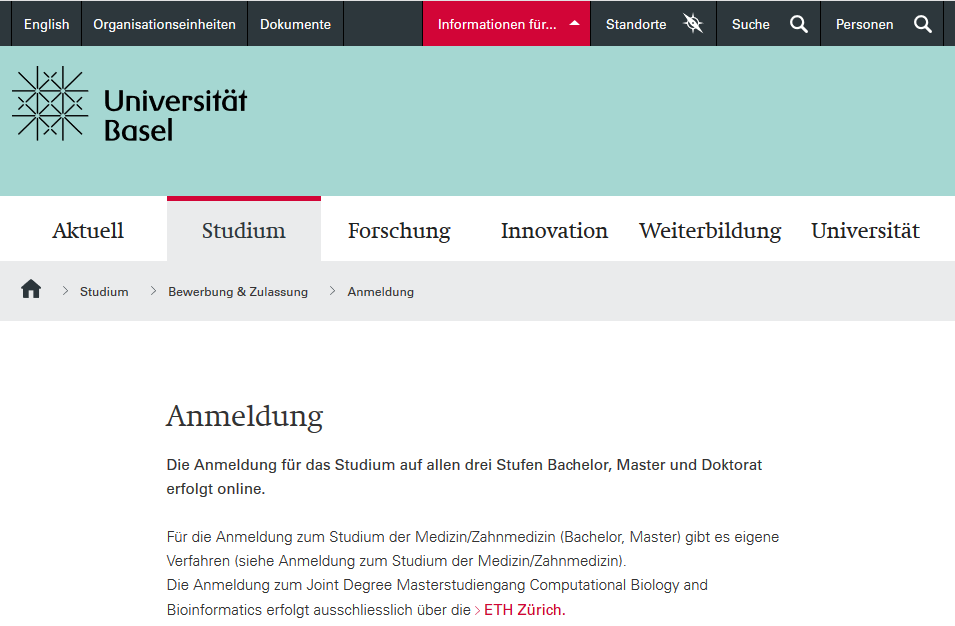 English Organisationseinheiten Dokumente Informationen für... Standorte Suche Personen
Universität
Basel
Aktuell Studium Forschung Innovation Weiterbildung Universität
Studium Bewerbung & Zulassung Anmeldung
Anmeldung
Die Anmeldung für das Studium auf allen drei Stufen Bachelor, Master und Doktorat
erfolgt online.
Für die Anmeldung zum Studium der Medizin/Zahnmedizin (Bachelor, Master) gibt es eigene
Verfahren (siehe Anmeldung zum Studium der Medizin/Zahnmedizin).
Die Anmeldung zum Joint Degree Masterstudiengang Computational Biology and
Bioinformatics erfolgt ausschliesslich über die > ETH Zürich.